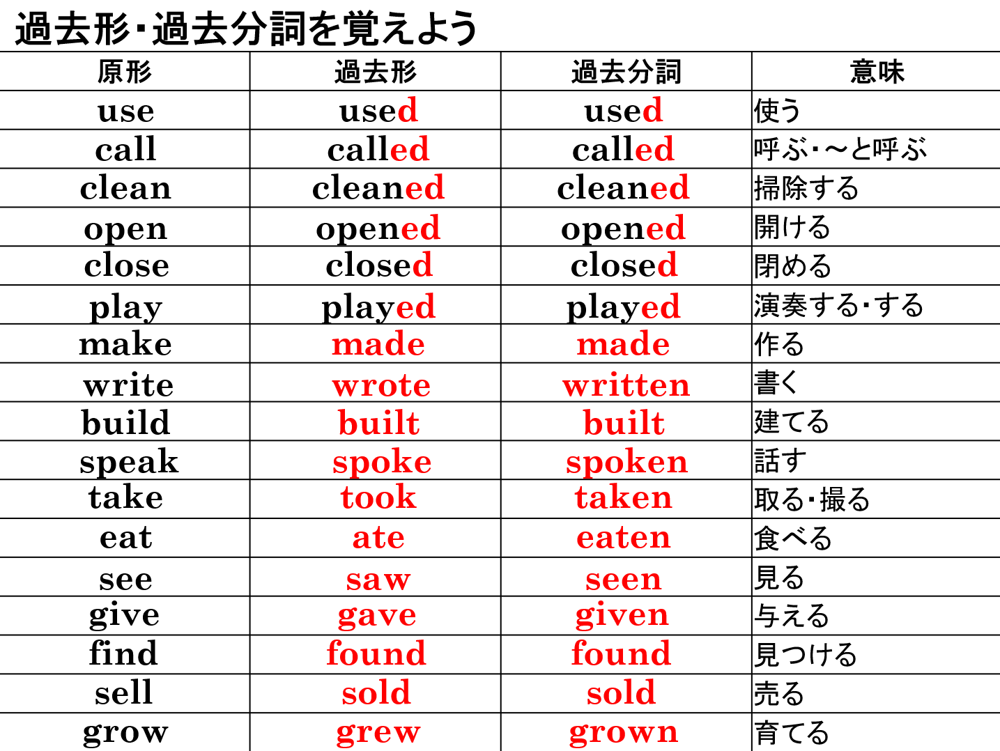 過去形・過去分詞を覚えよう
原形 過去形 過去分詞 意味
use used used 使う
call called called 呼ぶ・～と呼ぶ
clean cleaned cleaned 掃除する
open opened opened 開ける
close closed closed 閉める
play played played 演奏する・する
make made made 作る
write wrote written 書く
build built built 建てる
speak spoke spoken 話す
take took taken 取る・撮る
eat ate eaten 食べる
see saw seen 見る
give gave given 与える
find found found 見つける
sell sold sold 売る
grow grew grown 育てる